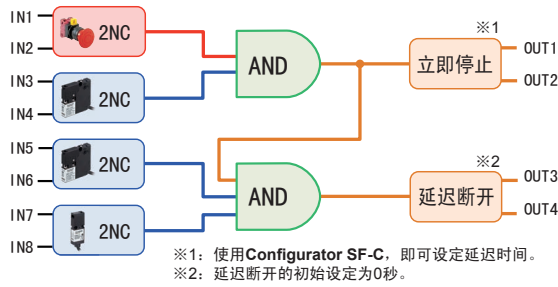 ※1
IN1
2NC
OUT1
IN2
AND
立即停止
IN3
OUT2
2NC
IN4
※2
IN5
2NC
OUT3
IN6
AND
延迟断开
IN7
OUT4
2NC
IN8
※1：使用Configurator SF-C，即可设定延迟时间。
※2：延迟断开的初始设定为0秒。